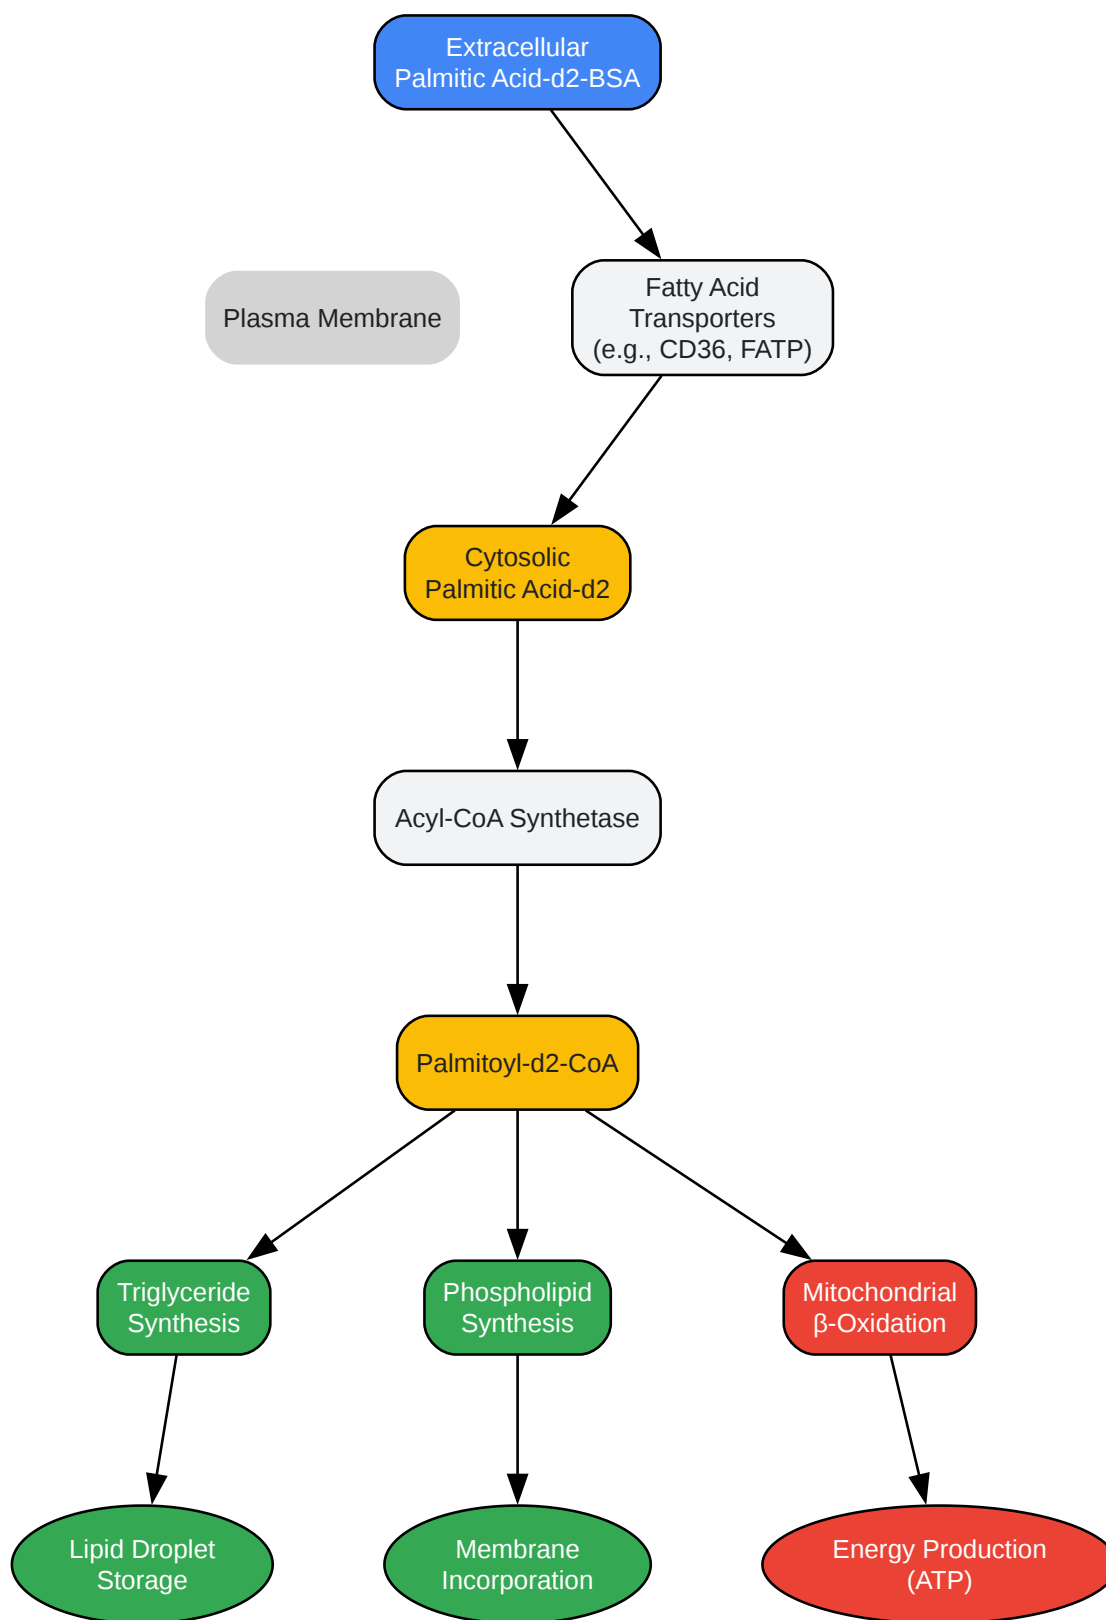 Extracellular
Palmitic Acid-d2-BSA
Plasma Membrane
Fatty Acid
Transporters
(e.g., CD36, FATP)
Cytosolic
Palmitic Acid-d2
Acyl-CoA Synthetase
Palmitoyl-d2-CoA
Triglyceride
Synthesis
Phospholipid
Synthesis
Mitochondrial
β-Oxidation
Lipid Droplet
Storage
Membrane
Incorporation
Energy Production
(ATP)